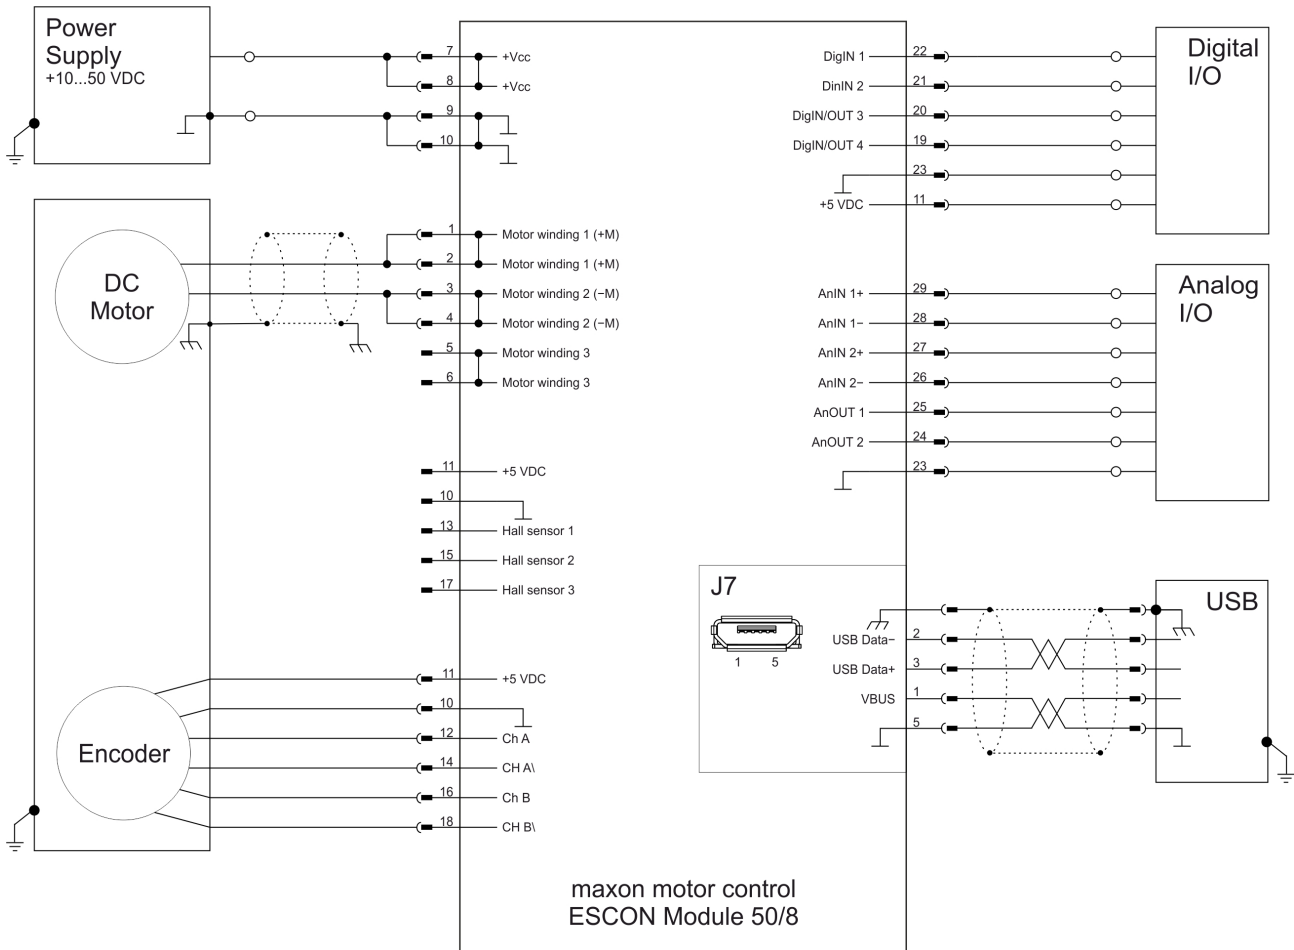 Power
Supply
+10...50 VDC
7 +Vcc
8 +Vcc
9
10
DC
Motor
1 Motor winding 1 (+M)
2 Motor winding 1 (+M)
3 Motor winding 2 (−M)
4 Motor winding 2 (−M)
5 Motor winding 3
6 Motor winding 3
11 +5 VDC
10
13 Hall sensor 1
15 Hall sensor 2
17 Hall sensor 3
Encoder
11 +5 VDC
10
12 Ch A
14 CH A\
16 Ch B
18 CH B\
DigIN 1 22
DinIN 2 21
DigIN/OUT 3 20
DigIN/OUT 4 19
23
+5 VDC 11
Digital
I/O
AnIN 1+ 29
AnIN 1− 28
AnIN 2+ 27
AnIN 2− 26
AnOUT 1 25
AnOUT 2 24
23
Analog
I/O
J7
1 5
USB Data− 2
USB Data+ 3
VBUS 1
5
USB
maxon motor control
ESCON Module 50/8